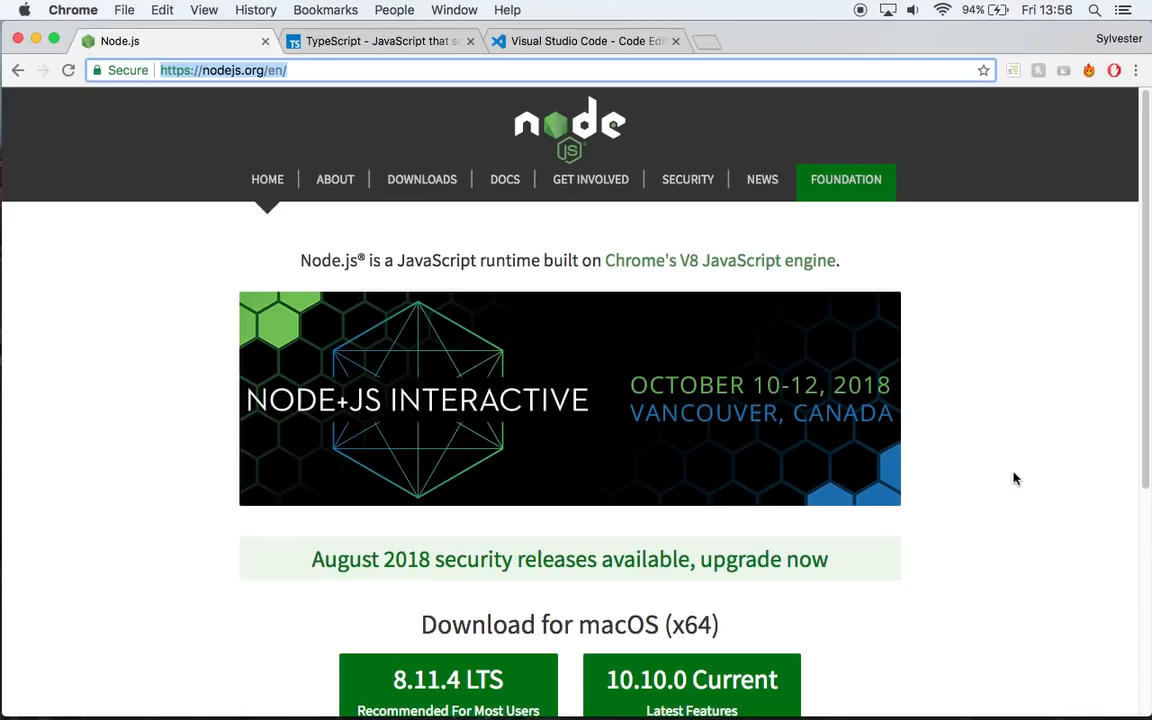 Chrome File Edit View History Bookmarks People Window Help 94% Fri 13:56
Node.js TypeScript - JavaScript that sc Visual Studio Code - Code Edit Sylvester
Secure https://nodejs.org/en/
node
JS
HOME ABOUT DOWNLOADS DOCS GET INVOLVED SECURITY NEWS FOUNDATION
Node.js® is a JavaScript runtime built on Chrome's V8 JavaScript engine.
NODE+JS INTERACTIVE
OCTOBER 10-12, 2018
VANCOUVER, CANADA
August 2018 security releases available, upgrade now
Download for macOS (x64)
8.11.4 LTS 10.10.0 Current
Recommended For Most Users Latest Features